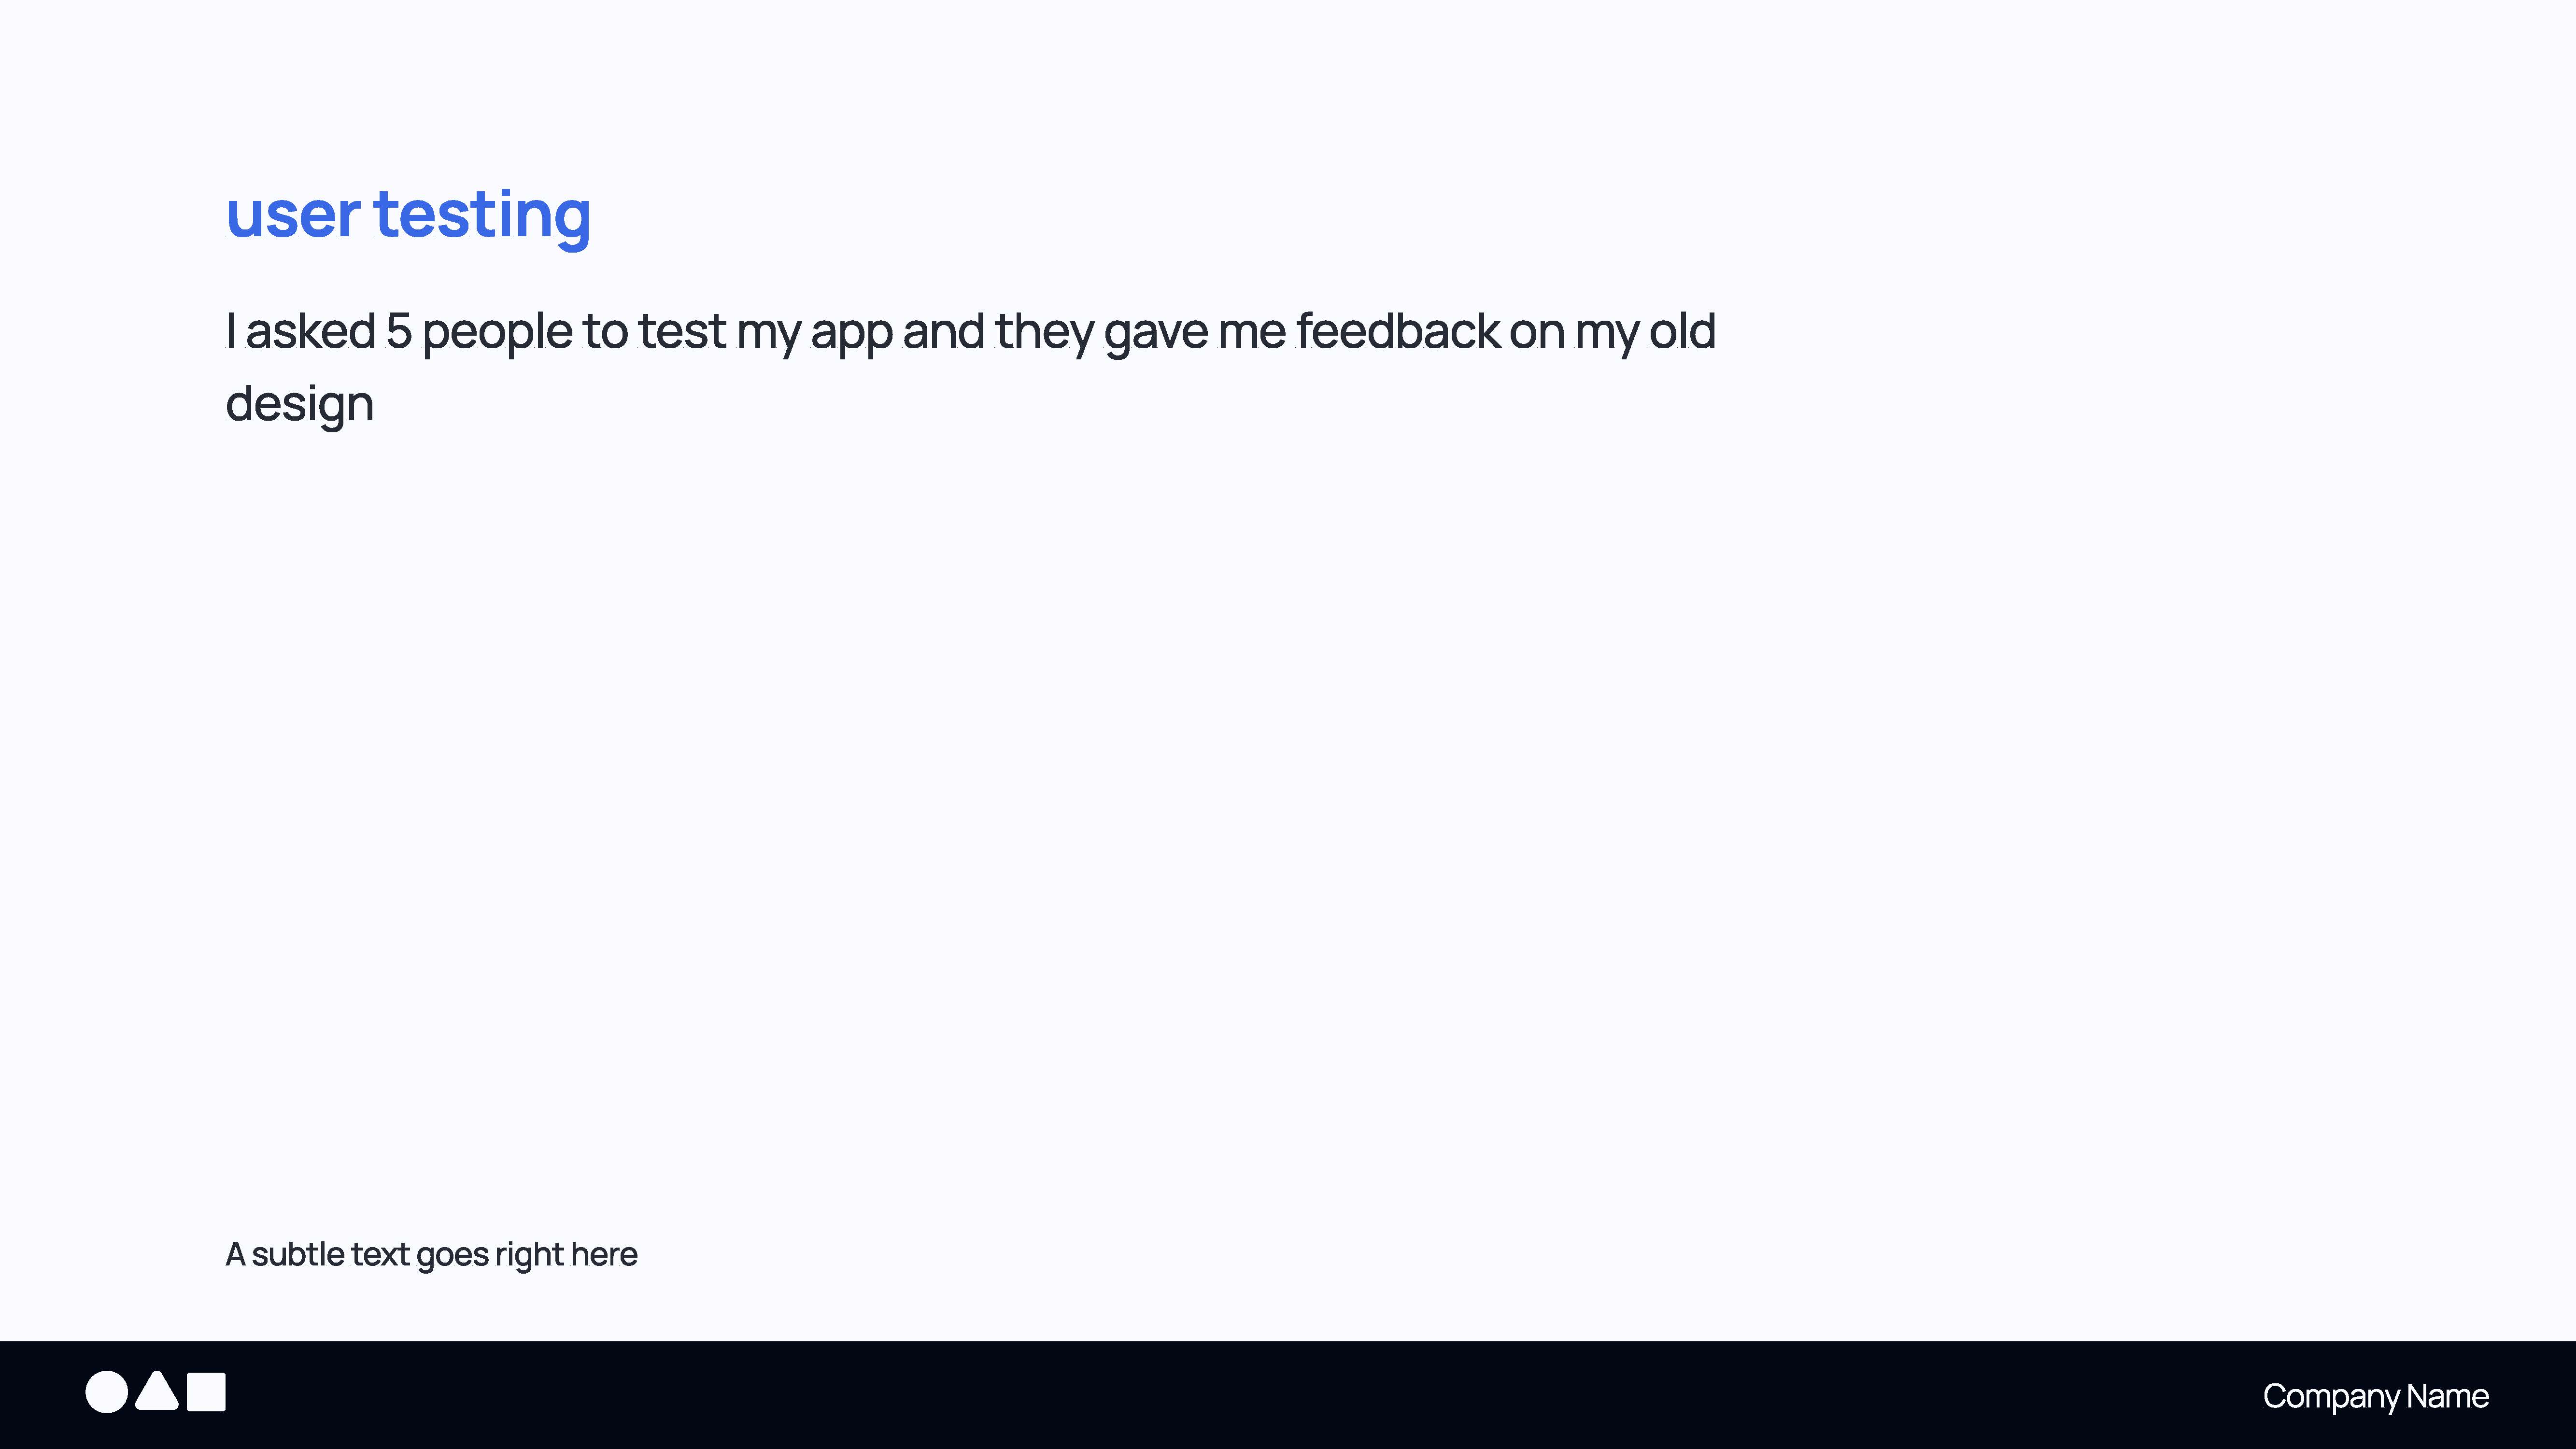 user testing
I asked 5 people to test my app and they gave me feedback on my old
design
A subtle text goes right here
Company Name